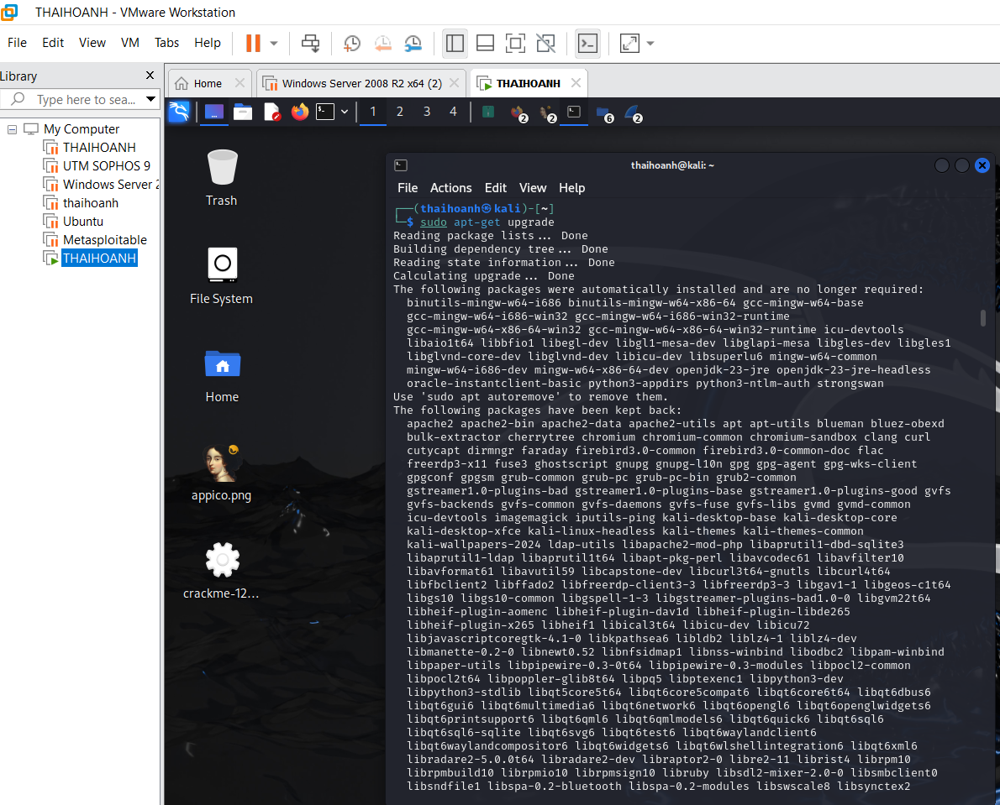 THAIHOANH - VMware Workstation
File Edit View VM Tabs Help
Library
Type here to sea...
My Computer
THAIHOANH
UTM SOPHOS 9
Windows Server 2
thaihoanh
Ubuntu
Metasploitable
THAIHOANH
Home
Windows Server 2008 R2 x64 (2)
THAIHOANH
1 2 3 4
2 2 6 2
Trash
File System
Home
appico.png
crackme-12...
thaihoanh@kali: ~
File Actions Edit View Help
(thaihoanh㉿kali)-[~]
$ sudo apt-get upgrade
Reading package lists... Done
Building dependency tree... Done
Reading state information... Done
Calculating upgrade... Done
The following packages were automatically installed and are no longer required:
binutils-mingw-w64-i686 binutils-mingw-w64-x86-64 gcc-mingw-w64-base
gcc-mingw-w64-i686-win32 gcc-mingw-w64-i686-win32-runtime
gcc-mingw-w64-x86-64-win32 gcc-mingw-w64-x86-64-win32-runtime icu-devtools
libaio1t64 libbfio1 libegl-dev libgl1-mesa-dev libglapi-mesa libgles-dev libgles1
libglvnd-core-dev libglvnd-dev libicu-dev libsuperlu6 mingw-w64-common
mingw-w64-i686-dev mingw-w64-x86-64-dev openjdk-23-jre openjdk-23-jre-headless
oracle-instantclient-basic python3-appdirs python3-ntlm-auth strongswan
Use 'sudo apt autoremove' to remove them.
The following packages have been kept back:
apache2 apache2-bin apache2-data apache2-utils apt apt-utils blueman bluez-obexd
bulk-extractor cherrytree chromium chromium-common chromium-sandbox clang curl
cutycapt dirmngr faraday firebird3.0-common firebird3.0-common-doc flac
freerdp3-x11 fuse3 ghostscript gnupg gnupg-l10n gpg gpg-agent gpg-wks-client
gpgconf gpgsm grub-common grub-pc grub-pc-bin grub2-common
gstreamer1.0-plugins-bad gstreamer1.0-plugins-base gstreamer1.0-plugins-good gvfs
gvfs-backends gvfs-common gvfs-daemons gvfs-fuse gvfs-libs gvmd gvmd-common
icu-devtools imagemagick iputils-ping kali-desktop-base kali-desktop-core
kali-desktop-xfce kali-linux-headless kali-themes kali-themes-common
kali-wallpapers-2024 ldap-utils libapache2-mod-php libaprutil1-dbd-sqlite3
libaprutil1-ldap libaprutil1t64 libapt-pkg-perl libavcodec61 libavfilter10
libavformat61 libavutil59 libcapstone-dev libcurl3t64-gnutls libcurl4t64
libfbclient2 libffado2 libfreerdp-client3-3 libfreerdp3-3 libgav1-1 libgeos-c1t64
libgs10 libgs10-common libgspell-1-3 libgstreamer-plugins-bad1.0-0 libgvm22t64
libheif-plugin-aomenc libheif-plugin-dav1d libheif-plugin-libde265
libheif-plugin-x265 libheif1 libical3t64 libicu-dev libicu72
libjavascriptcoregtk-4.1-0 libkpathsea6 libldb2 liblz4-1 liblz4-dev
libmanette-0.2-0 libnewt0.52 libnfsidmap1 libnss-winbind libodbc2 libpam-winbind
libpaper-utils libpipewire-0.3-0t64 libpipewire-0.3-modules libpocl2-common
libpocl2t64 libpoppler-glib8t64 libpq5 libptexenc1 libpython3-dev
libpython3-stdlib libqt5core5t64 libqt6core5compat6 libqt6core6t64 libqt6dbus6
libqt6gui6 libqt6multimedia6 libqt6network6 libqt6opengl6 libqt6openglwidgets6
libqt6printsupport6 libqt6qml6 libqt6qmlmodels6 libqt6quick6 libqt6sql6
libqt6sql6-sqlite libqt6svg6 libqt6test6 libqt6waylandclient6
libqt6waylandcompositor6 libqt6widgets6 libqt6wlshellintegration6 libqt6xml6
libradare2-5.0.0t64 libradare2-dev libraptor2-0 libre2-11 librist4 librpm10
librpmbuild10 librpmio10 librpmsign10 libruby libsdl2-mixer-2.0-0 libsmbclient0
libsndfile1 libspa-0.2-bluetooth libspa-0.2-modules libswscale8 libsynctex2